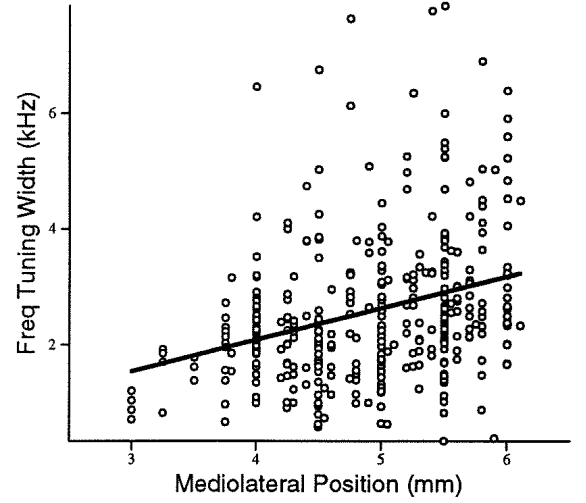 Freq Tuning Width (kHz)
6
4
2
3 4 5 6
Mediolateral Position (mm)